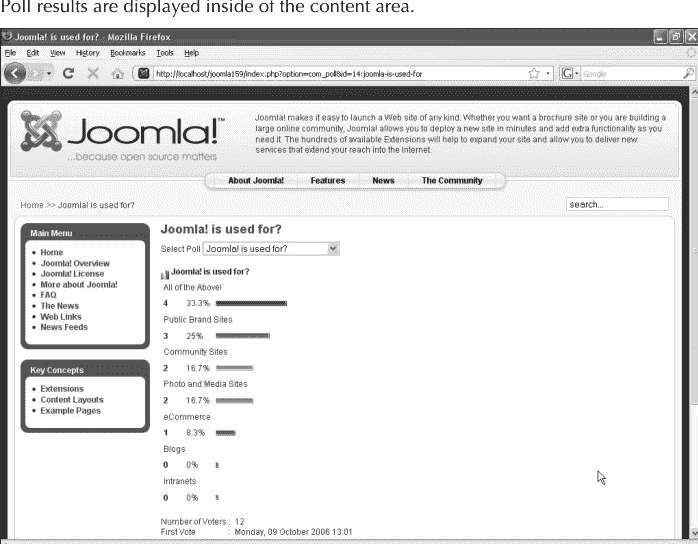 Poll results are displayed inside of the content area.
Joomla! is used for? - Mozilla Firefox
File Edit View History Bookmarks Tools Help
http://localhost/joomla159/index.php?option=com_poll&id=14:joomla-is-used-for
Google
Joomla!™
...because open source matters
Joomla! makes it easy to launch a Web site of any kind. Whether you want a brochure site or you are building a
large online community, Joomla! allows you to deploy a new site in minutes and add extra functionality as you
need it. The hundreds of available Extensions will help to expand your site and allow you to deliver new
services that extend your reach into the Internet.
About Joomla! Features News The Community
Home >> Joomla! is used for?
search...
Main Menu
Home
Joomla! Overview
Joomla! License
More about Joomla!
FAQ
The News
Web Links
News Feeds
Key Concepts
Extensions
Content Layouts
Example Pages
Joomla! is used for?
Select Poll Joomla! is used for?
Joomla! is used for?
All of the Above!
4 33.3%
Public Brand Sites
3 25%
Community Sites
2 16.7%
Photo and Media Sites
2 16.7%
eCommerce
1 8.3%
Blogs
0 0%
Intranets
0 0%
Number of Voters : 12
First Vote : Monday, 09 October 2006 13:01